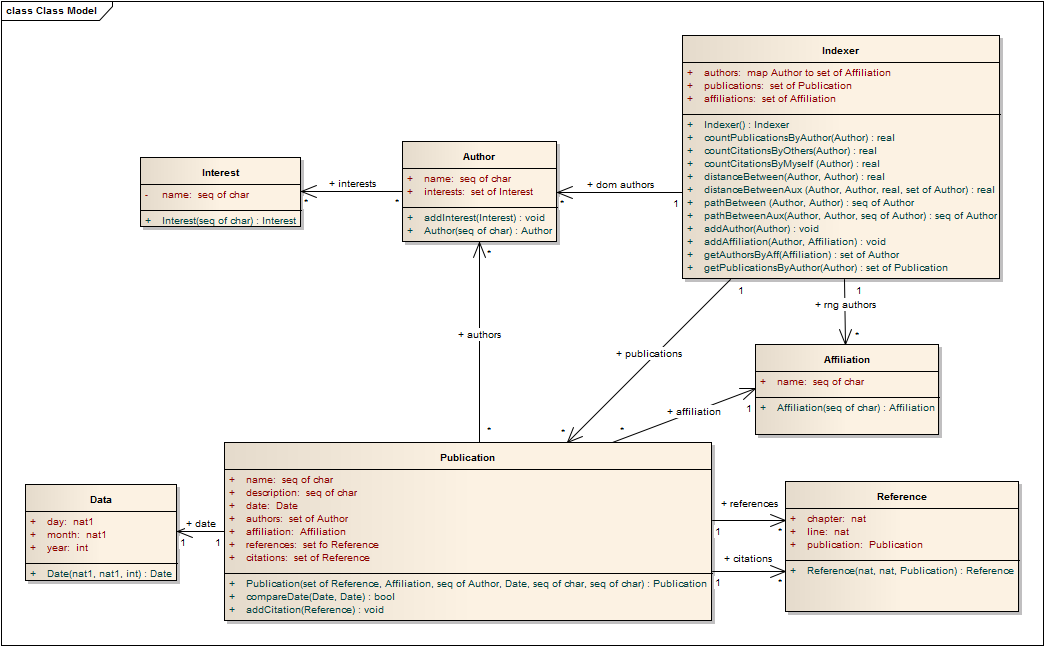 class Class Model
Indexer
+ authors: map Author to set of Affiliation
+ publications: set of Publication
+ affiliations: set of Affiliation
+ Indexer() : Indexer
+ countPublicationsByAuthor(Author) : real
+ countCitationsByOthers(Author) : real
+ countCitationsByMyself (Author) : real
+ distanceBetween(Author, Author) : real
+ distanceBetweenAux (Author, Author, real, set of Author) : real
+ pathBetween (Author, Author) : seq of Author
+ pathBetweenAux(Author, Author, seq of Author) : seq of Author
+ addAuthor(Author) : void
+ addAffiliation(Author, Affiliation) : void
+ getAuthorsByAff(Affiliation) : set of Author
+ getPublicationsByAuthor(Author) : set of Publication
Author
+ name: seq of char
+ interests: set of Interest
+ addInterest(Interest) : void
+ Author(seq of char) : Author
Interest
- name: seq of char
+ Interest(seq of char) : Interest
+ interests
*
*
+ dom authors
*
1
*
+ authors
*
1
+ publications
*
1
+ rng authors
*
Affiliation
+ name: seq of char
+ Affiliation(seq of char) : Affiliation
+ affiliation
1
*
Publication
+ name: seq of char
+ description: seq of char
+ date: Date
+ authors: set of Author
+ affiliation: Affiliation
+ references: set fo Reference
+ citations: set of Reference
+ Publication(set of Reference, Affiliation, seq of Author, Date, seq of char, seq of char) : Publication
+ compareDate(Date, Date) : bool
+ addCitation(Reference) : void
Data
+ day: nat1
+ month: nat1
+ year: int
+ Date(nat1, nat1, int) : Date
+ date
1
1
+ references
1
*
+ citations
1
*
Reference
+ chapter: nat
+ line: nat
+ publication: Publication
+ Reference(nat, nat, Publication) : Reference